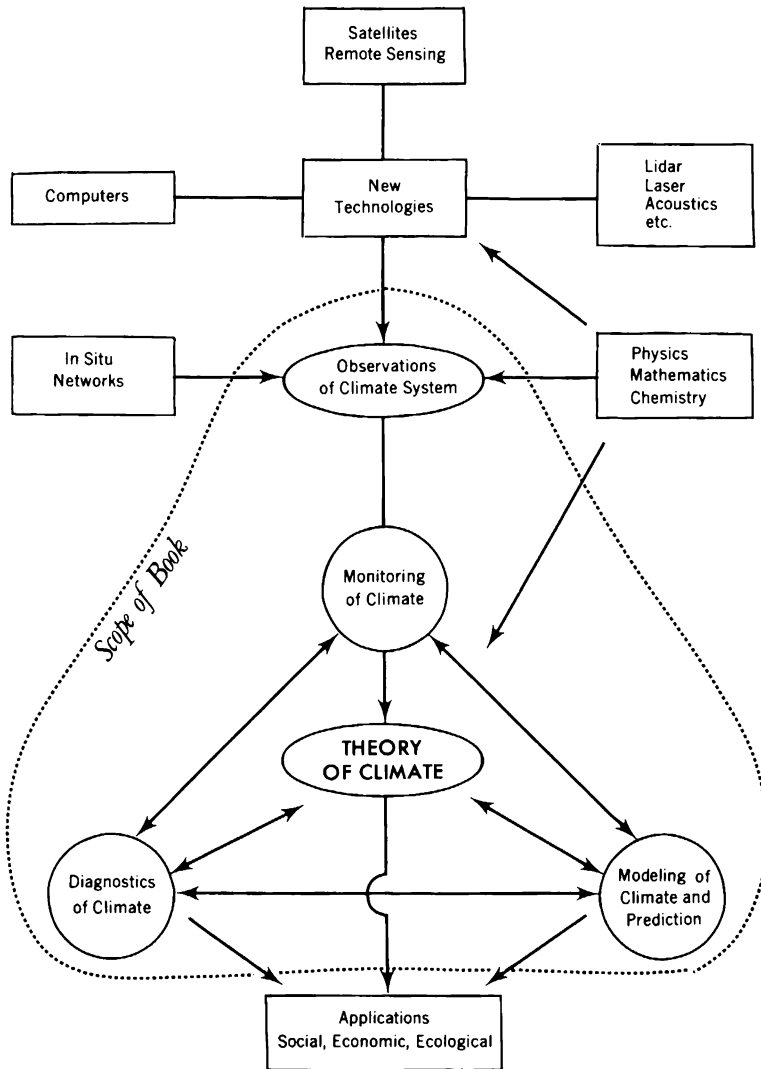 Satellites
Remote Sensing
Computers
New
Technologies
Lidar
Laser
Acoustics
etc.
In Situ
Networks
Observations
of Climate System
Physics
Mathematics
Chemistry
Scope of Book
Monitoring
of Climate
THEORY
OF CLIMATE
Diagnostics
of Climate
Modeling of
Climate and
Prediction
Applications
Social, Economic, Ecological